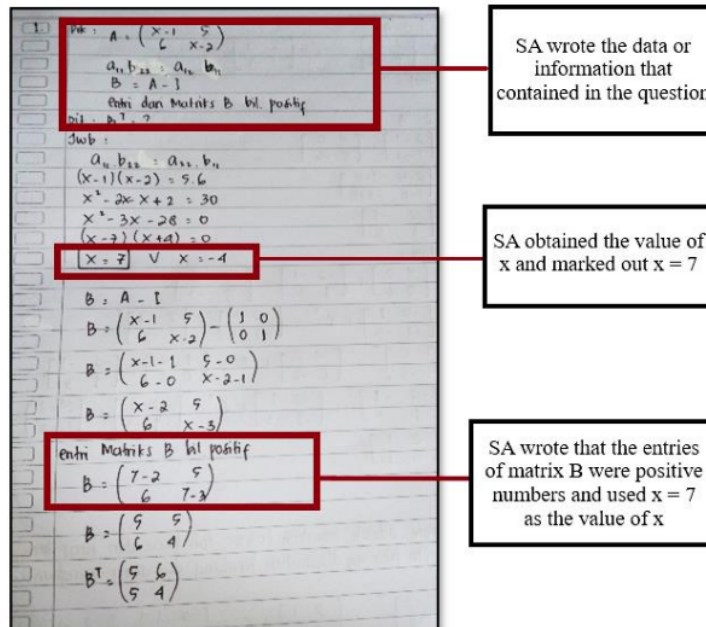 1. Dik : A = ( x-1 5
6 x-2 )
a₁₁ b₂₂ = a₁₂ b₁₁
B = A - I
entri dari Matriks B bil. positif
Dit : B^T = ?
Jwb :
a₁₁ b₂₂ = a₂₂ b₁₁
(x-1)(x-2) = 5.6
x² - 2x - x + 2 = 30
x² - 3x - 28 = 0
(x-7)(x+4) = 0
x = 7 V x = -4
B = A - I
B = ( x-1 5
6 x-2 ) - ( 1 0
0 1 )
B = ( x-1-1 5-0
6-0 x-2-1 )
B = ( x-2 5
6 x-3 )
entri Matriks B bil positif
B = ( 7-2 5
6 7-3 )
B = ( 5 5
6 4 )
B^T = ( 5 6
5 4 )
SA wrote the data or
information that
contained in the question
SA obtained the value of
x and marked out x = 7
SA wrote that the entries
of matrix B were positive
numbers and used x = 7
as the value of x